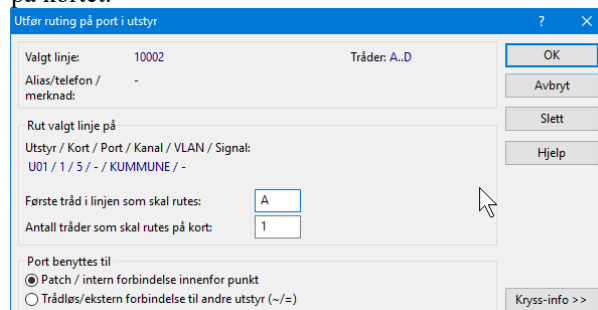 på kortet.
Utfør ruting på port i utstyr ? ×
Valgt linje: 10002 Tråder: A..D OK
Alias/telefon / - Avbryt
merknad:
Rut valgt linje på Slett
Utstyr / Kort / Port / Kanal / VLAN / Signal: Hjelp
U01 / 1 / 5 / - / KUMMUNE / -
Første tråd i linjen som skal rutes: A
Antall tråder som skal rutes på kort: 1
Port benyttes til
Patch / intern forbindelse innenfor punkt
Trådløs/ekstern forbindelse til andre utstyr (~/=) Kryss-info >>